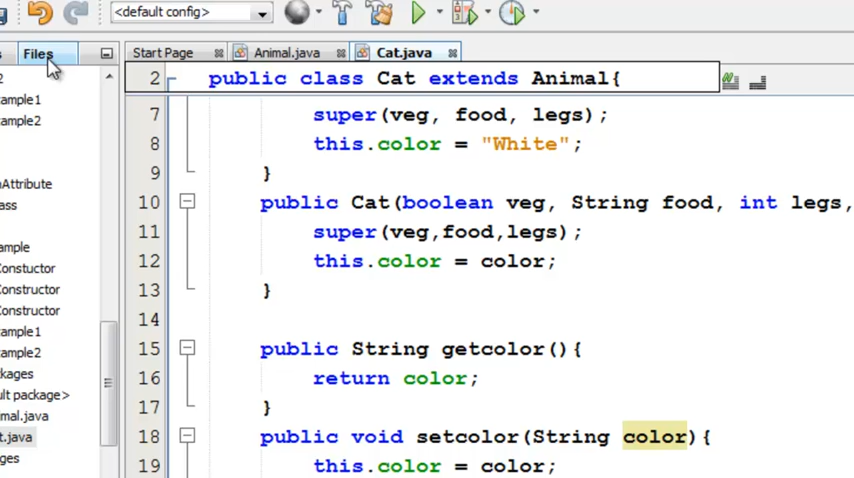 <default config>
Files
Start Page
Animal.java
Cat.java
2 public class Cat extends Animal{
7 super(veg, food, legs);
8 this.color = "White";
9 }
10 public Cat(boolean veg, String food, int legs,
11 super(veg,food,legs);
12 this.color = color;
13 }
14
15 public String getcolor(){
16 return color;
17 }
18 public void setcolor(String color){
19 this.color = color;
2
ample1
ample2
nAttribute
ass
ample
Constuctor
Constructor
Constructor
ample1
ample2
ckages
ult package>
mal.java
t.java
ges